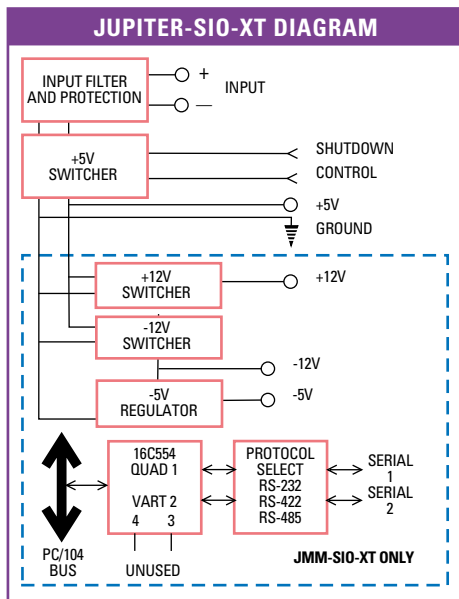 JUPITER-SIO-XT DIAGRAM
INPUT FILTER
AND PROTECTION
+
—
INPUT
+5V
SWITCHER
SHUTDOWN
CONTROL
+5V
GROUND
+12V
SWITCHER
+12V
-12V
SWITCHER
-12V
-5V
REGULATOR
-5V
16C554
QUAD 1
VART 2
4 3
PROTOCOL
SELECT
RS-232
RS-422
RS-485
SERIAL
1
SERIAL
2
PC/104
BUS
UNUSED
JMM-SIO-XT ONLY